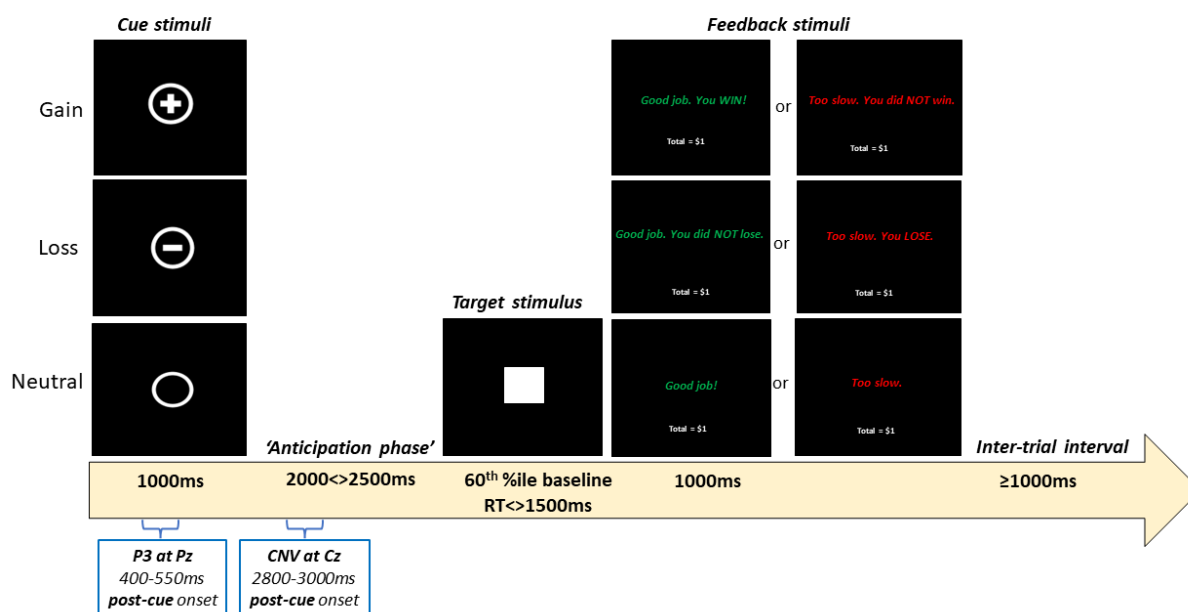 Cue stimuli
Feedback stimuli
Gain
Good job. You WIN!
Total = $1
or
Too slow. You did NOT win.
Total = $1
Loss
Good job. You did NOT lose.
Total = $1
or
Too slow. You LOSE.
Total = $1
Target stimulus
Neutral
Good job!
Total = $1
or
Too slow.
Total = $1
‘Anticipation phase’
Inter-trial interval
1000ms
2000<>2500ms
60th %ile baseline
RT<>1500ms
1000ms
≥1000ms
P3 at Pz
400-550ms
post-cue onset
CNV at Cz
2800-3000ms
post-cue onset